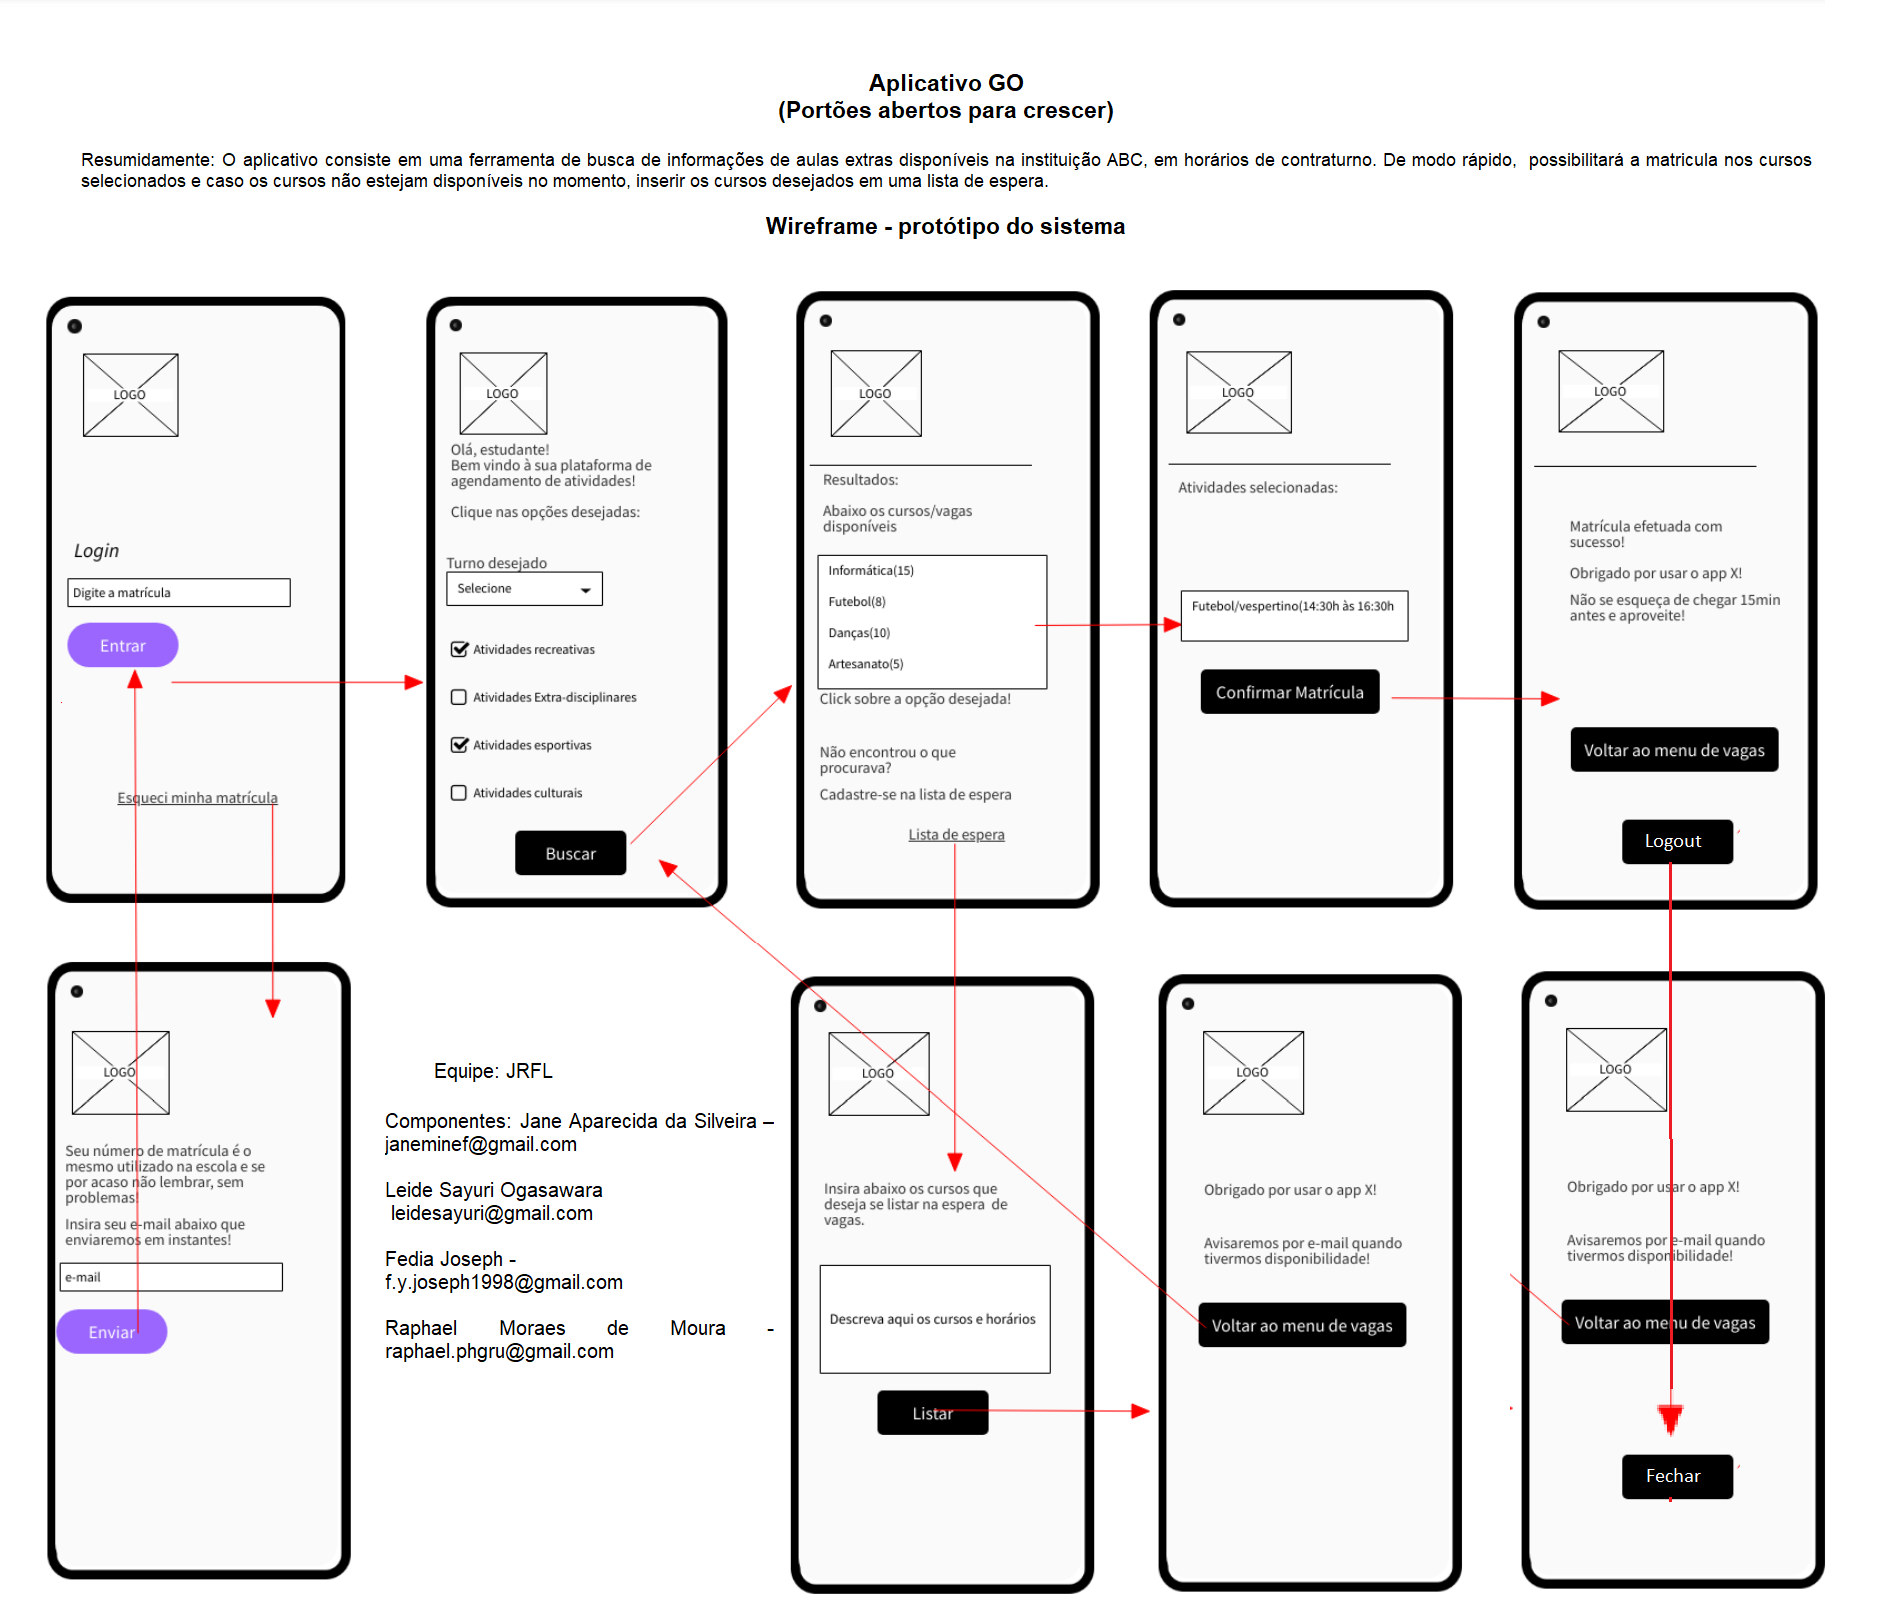 Aplicativo GO
(Portões abertos para crescer)
Resumidamente: O aplicativo consiste em uma ferramenta de busca de informações de aulas extras disponíveis na instituição ABC, em horários de contraturno. De modo rápido, possibilitará a matricula nos cursos
selecionados e caso os cursos não estejam disponíveis no momento, inserir os cursos desejados em uma lista de espera.
Wireframe - protótipo do sistema
LOGO
Login
Digite a matrícula
Entrar
Esqueci minha matrícula
LOGO
Olá, estudante!
Bem vindo à sua plataforma de
agendamento de atividades!
Clique nas opções desejadas:
Turno desejado
Selecione
Atividades recreativas
Atividades Extra-disciplinares
Atividades esportivas
Atividades culturais
Buscar
LOGO
Resultados:
Abaixo os cursos/vagas
disponíveis
Informática(15)
Futebol(8)
Danças(10)
Artesanato(5)
Click sobre a opção desejada!
Não encontrou o que
procurava?
Cadastre-se na lista de espera
Lista de espera
LOGO
Atividades selecionadas:
Futebol/vespertino(14:30h às 16:30h
Confirmar Matrícula
LOGO
Matrícula efetuada com
sucesso!
Obrigado por usar o app X!
Não se esqueça de chegar 15min
antes e aproveite!
Voltar ao menu de vagas
Logout
LOGO
Seu número de matrícula é o
mesmo utilizado na escola e se
por acaso não lembrar, sem
problemas!
Insira seu e-mail abaixo que
enviaremos em instantes!
e-mail
Enviar
Equipe: JRFL
Componentes: Jane Aparecida da Silveira –
janeminef@gmail.com
Leide Sayuri Ogasawara
leidesayuri@gmail.com
Fedia Joseph -
f.y.joseph1998@gmail.com
Raphael Moraes de Moura -
raphael.phgru@gmail.com
LOGO
Insira abaixo os cursos que
deseja se listar na espera de
vagas.
Descreva aqui os cursos e horários
Listar
LOGO
Obrigado por usar o app X!
Avisaremos por e-mail quando
tivermos disponibilidade!
Voltar ao menu de vagas
LOGO
Obrigado por usar o app X!
Avisaremos por e-mail quando
tivermos disponibilidade!
Voltar ao menu de vagas
Fechar